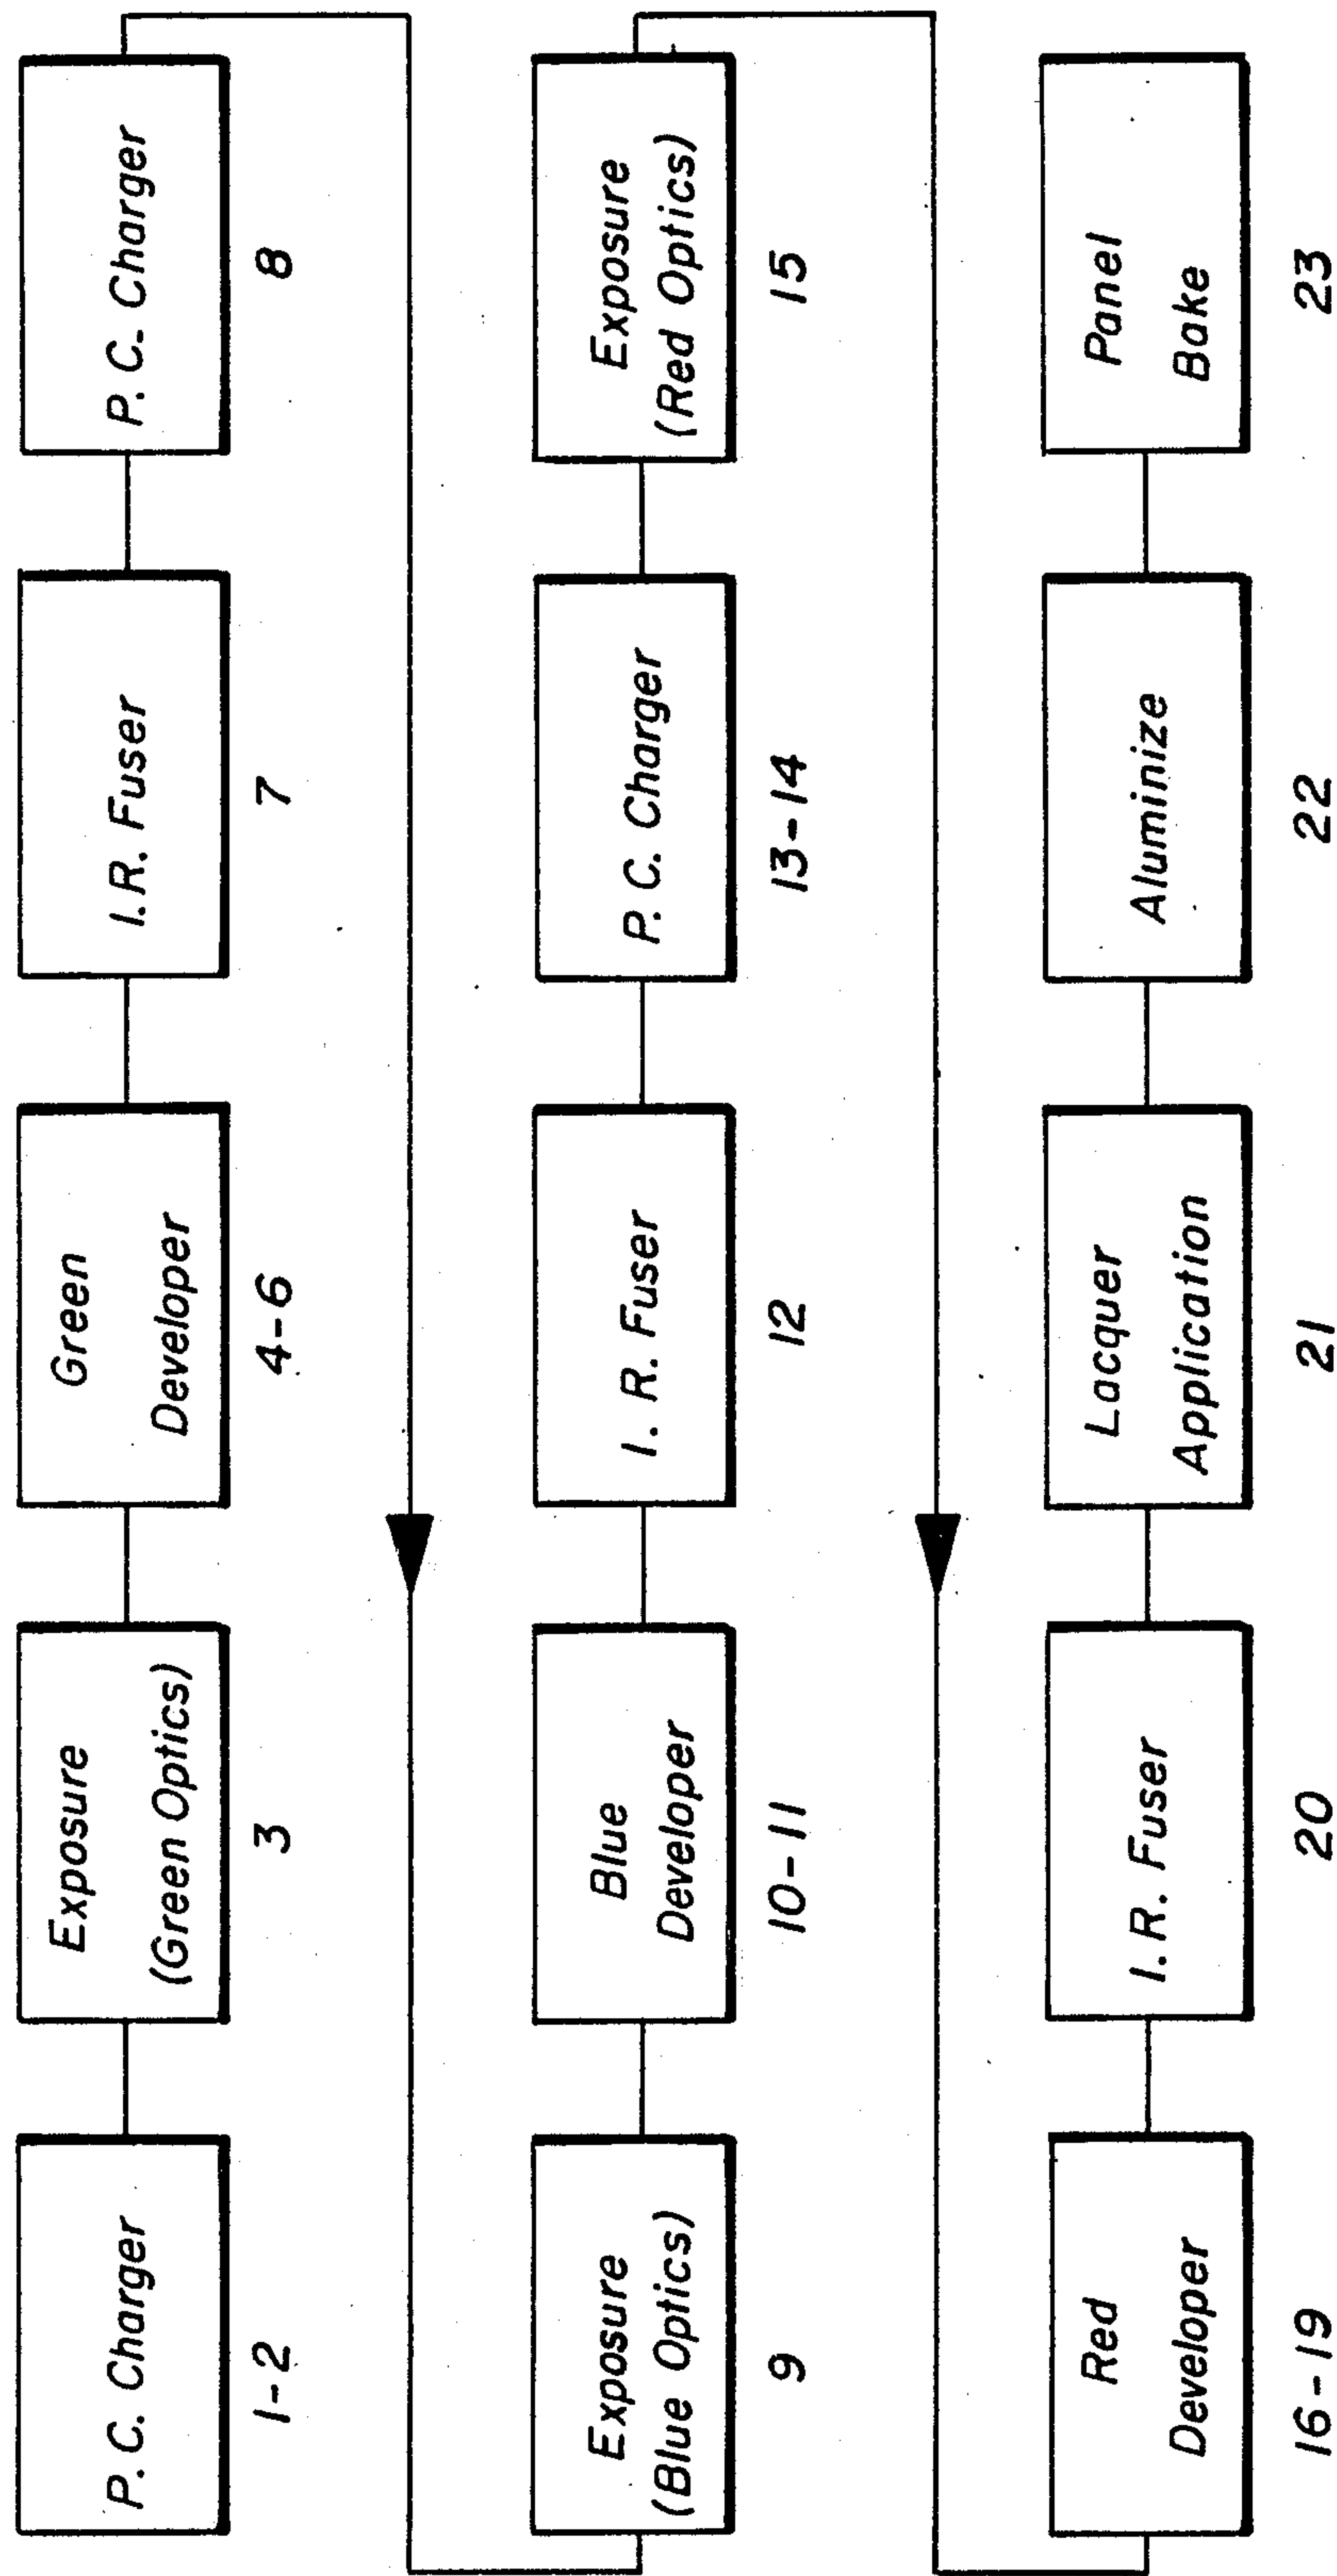 P. C. Charger
1-2
Exposure
(Green Optics)
3
Green
Developer
4-6
I.R. Fuser
7
P. C. Charger
8
Exposure
(Blue Optics)
9
Blue
Developer
10-11
I. R. Fuser
12
P. C. Charger
13-14
Exposure
(Red Optics)
15
Red
Developer
16-19
I.R. Fuser
20
Lacquer
Application
21
Aluminize
22
Panel
Bake
23